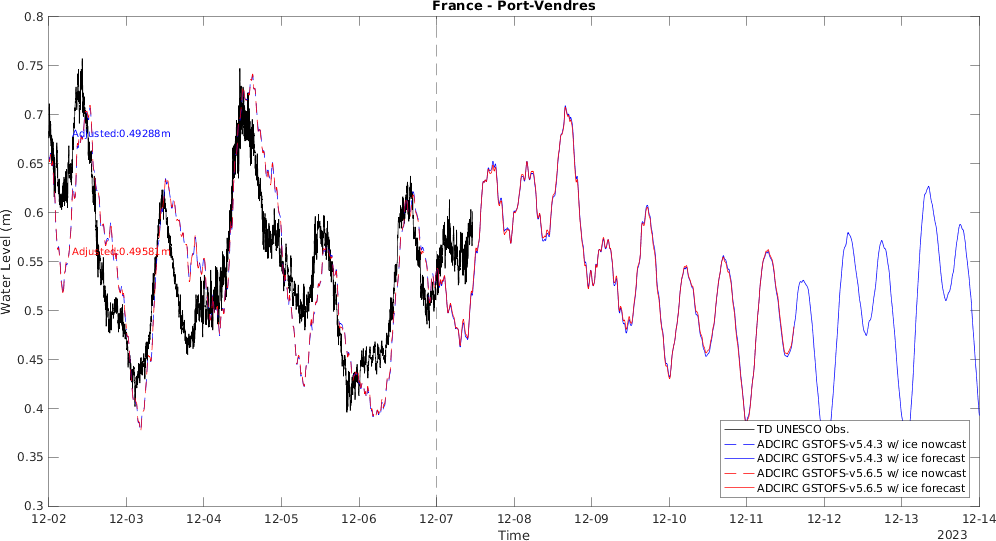 France - Port-Vendres
0.8
0.75
0.7
0.65
0.6
0.55
0.5
0.45
0.4
0.35
0.3
Water Level (m)
Adjusted:0.49288m
Adjusted:0.49581m
TD UNESCO Obs.
ADCIRC GSTOFS-v5.4.3 w/ ice nowcast
ADCIRC GSTOFS-v5.4.3 w/ ice forecast
ADCIRC GSTOFS-v5.6.5 w/ ice nowcast
ADCIRC GSTOFS-v5.6.5 w/ ice forecast
12-02 12-03 12-04 12-05 12-06 12-07 12-08 12-09 12-10 12-11 12-12 12-13 12-14
Time
2023